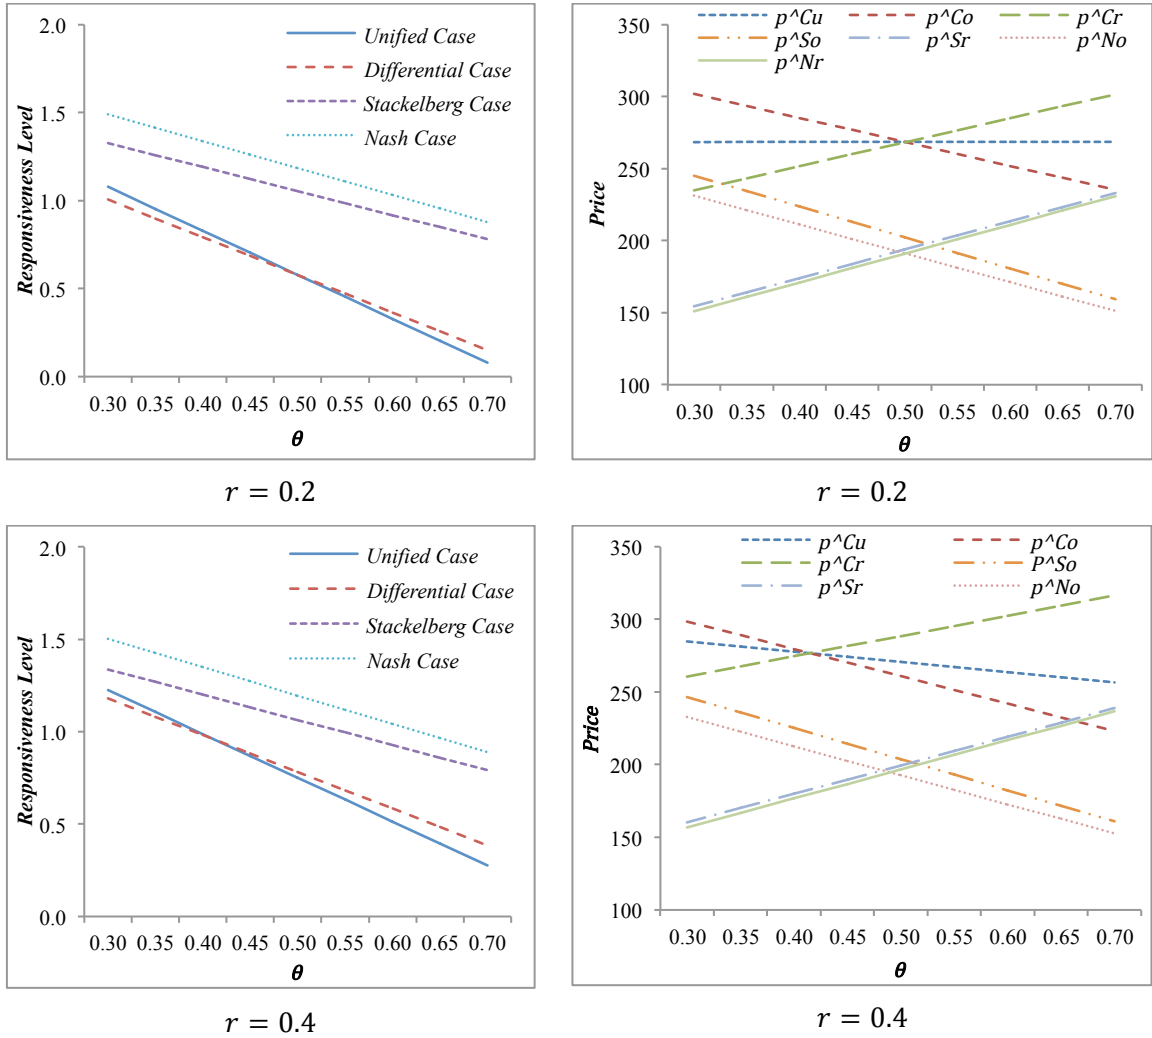 2.0
1.5
1.0
0.5
0.0
Responsiveness Level
Unified Case
Differential Case
Stackelberg Case
Nash Case
0.30 0.35 0.40 0.45 0.50 0.55 0.60 0.65 0.70
θ
r = 0.2
350
300
250
200
150
100
Price
p^Cu p^Co p^Cr
p^So p^Sr p^No
p^Nr
0.30 0.35 0.40 0.45 0.50 0.55 0.60 0.65 0.70
θ
r = 0.2
2.0
1.5
1.0
0.5
0.0
Responsiveness Level
Unified Case
Differential Case
Stackelberg Case
Nash Case
0.30 0.35 0.40 0.45 0.50 0.55 0.60 0.65 0.70
θ
r = 0.4
350
300
250
200
150
100
Price
p^Cu p^Co
p^Cr P^So
p^Sr p^No
0.30 0.35 0.40 0.45 0.50 0.55 0.60 0.65 0.70
θ
r = 0.4